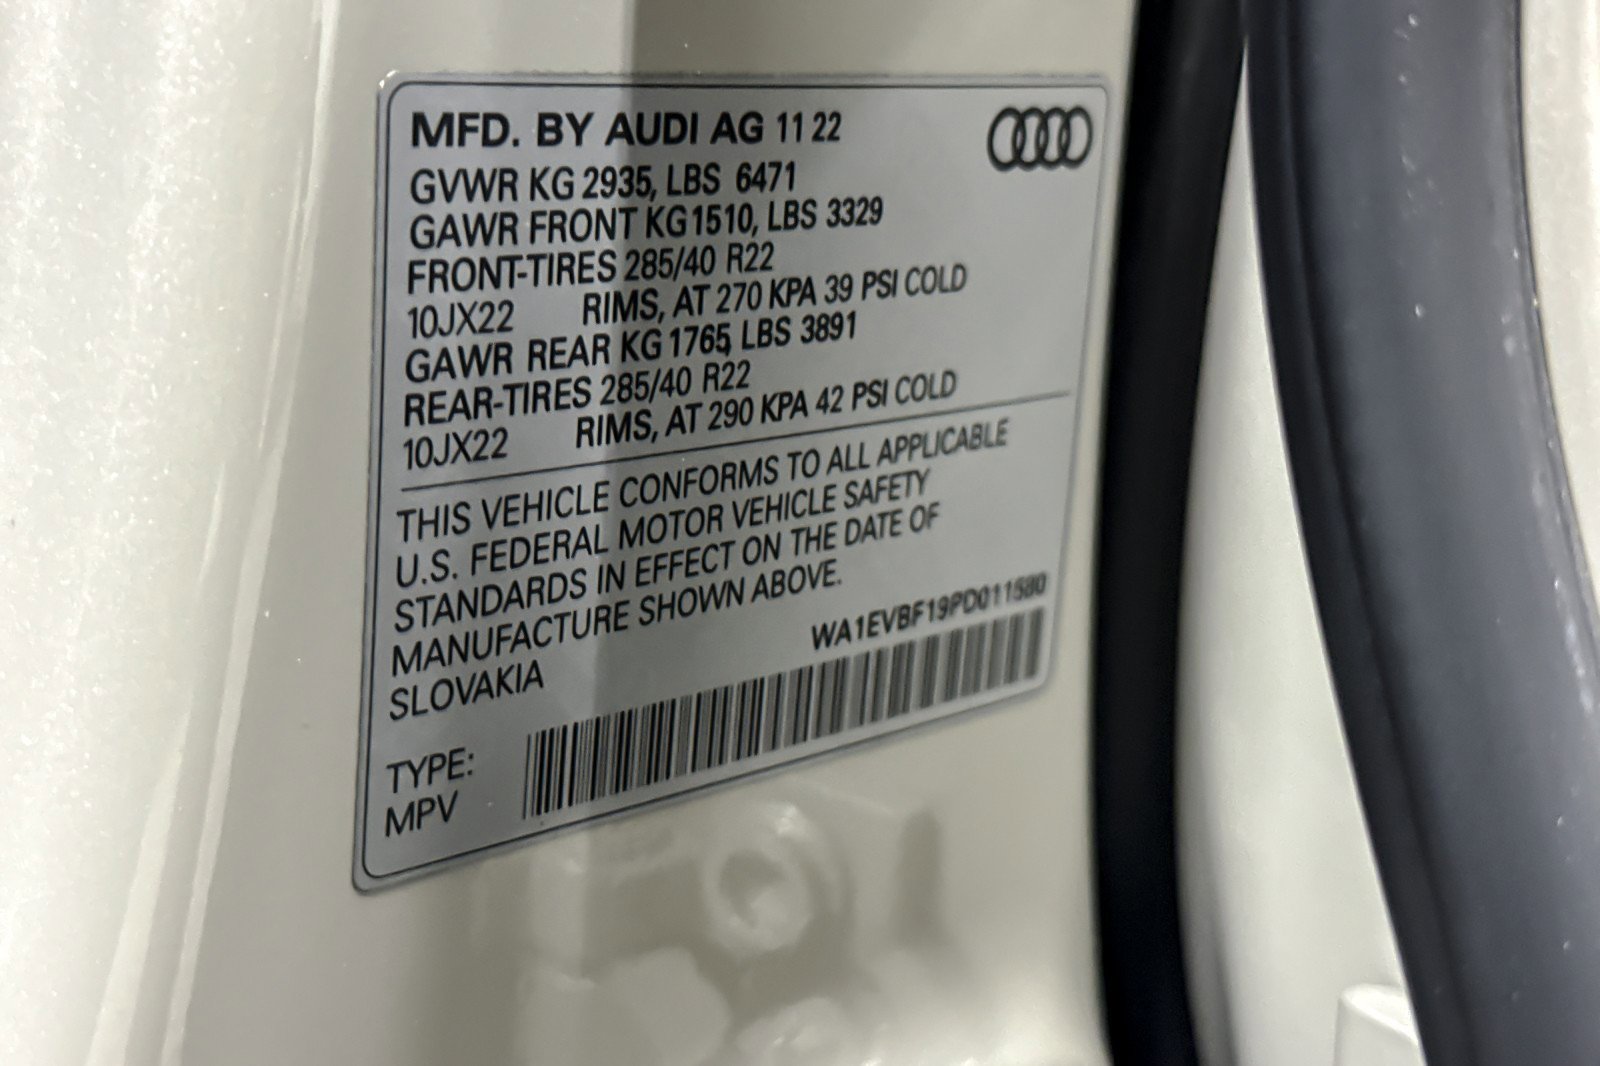 MFD. BY AUDI AG 11 22
GVWR KG 2935, LBS 6471
GAWR FRONT KG 1510, LBS 3329
FRONT-TIRES 285/40 R22
10JX22 RIMS, AT 270 KPA 39 PSI COLD
GAWR REAR KG 1765, LBS 3891
REAR-TIRES 285/40 R22
10JX22 RIMS, AT 290 KPA 42 PSI COLD
THIS VEHICLE CONFORMS TO ALL APPLICABLE
U.S. FEDERAL MOTOR VEHICLE SAFETY
STANDARDS IN EFFECT ON THE DATE OF
MANUFACTURE SHOWN ABOVE.
SLOVAKIA
WA1EVBF19PD011580
TYPE:
MPV